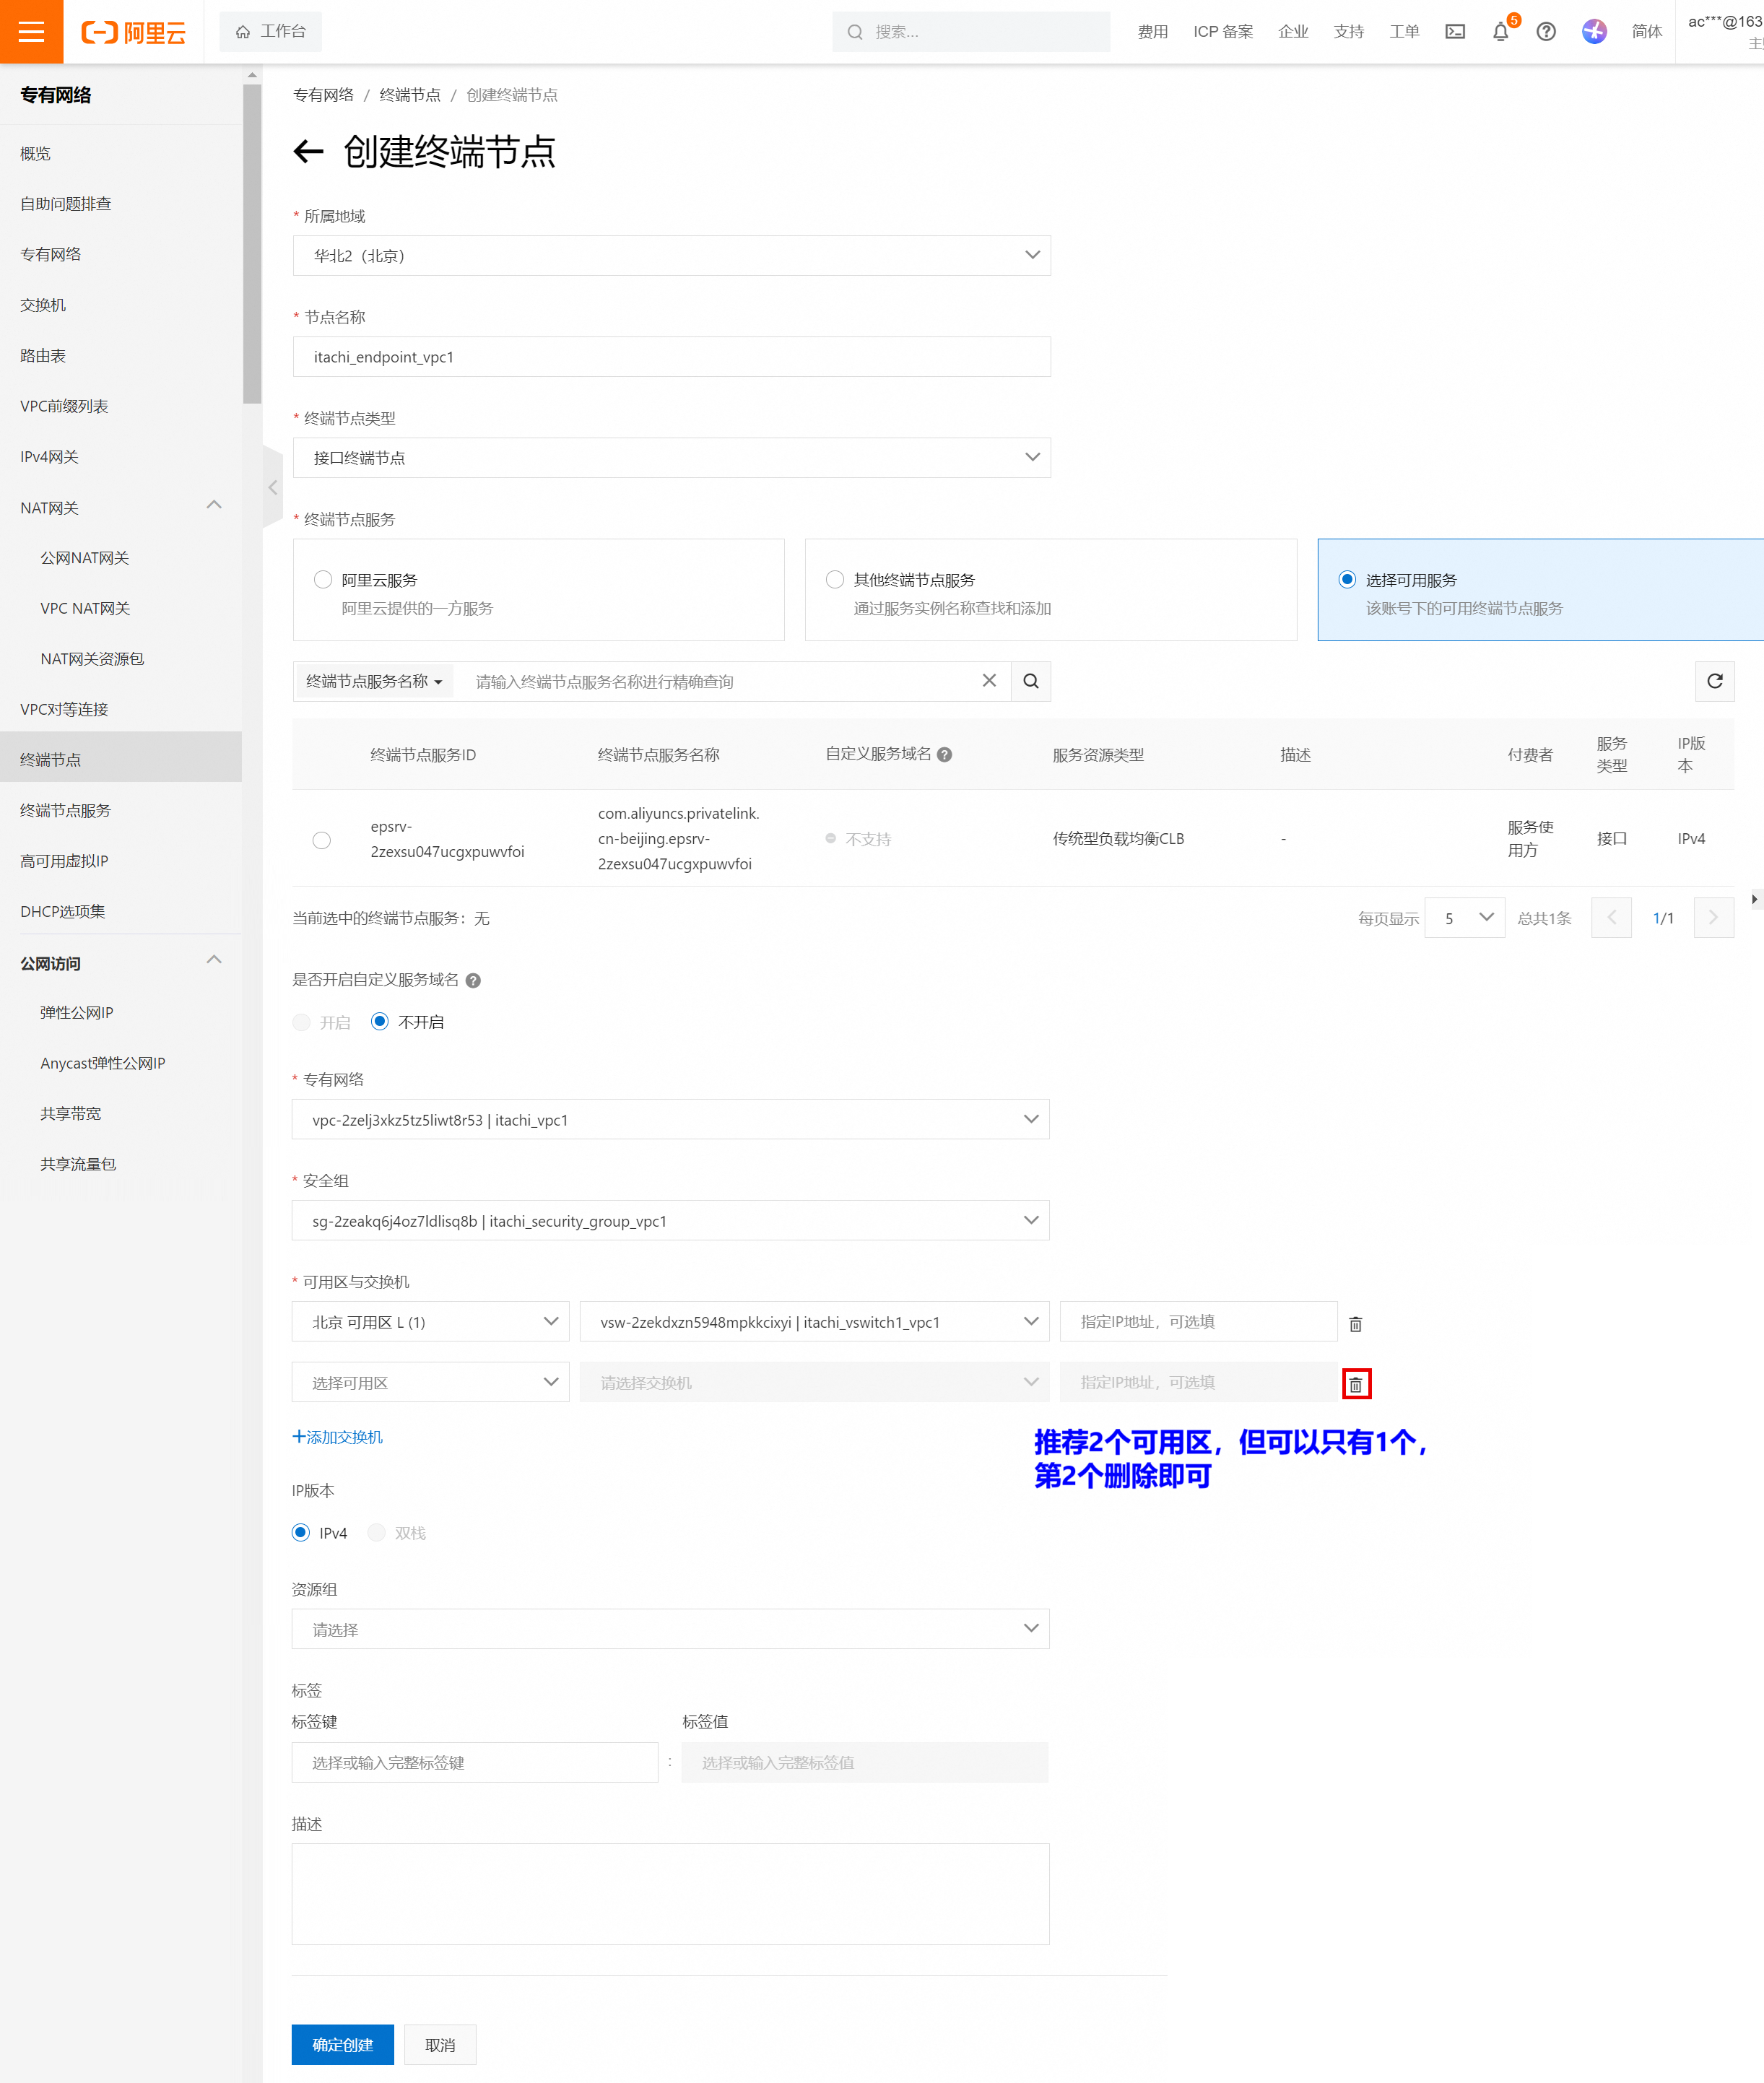 阿里云
工作台
搜索...
费用
ICP 备案
企业
支持
工单
5
简体
ac***@163
专有网络
概览
自助问题排查
专有网络
交换机
路由表
VPC前缀列表
IPv4网关
NAT网关
公网NAT网关
VPC NAT网关
NAT网关资源包
VPC对等连接
终端节点
终端节点服务
高可用虚拟IP
DHCP选项集
公网访问
弹性公网IP
Anycast弹性公网IP
共享带宽
共享流量包
专有网络 / 终端节点 / 创建终端节点
创建终端节点
* 所属地域
华北2（北京）
* 节点名称
itachi_endpoint_vpc1
* 终端节点类型
接口终端节点
* 终端节点服务
阿里云服务
阿里云提供的一方服务
其他终端节点服务
通过服务实例名称查找和添加
选择可用服务
该账号下的可用终端节点服务
终端节点服务名称
请输入终端节点服务名称进行精确查询
终端节点服务ID
终端节点服务名称
自定义服务域名
服务资源类型
描述
付费者
服务
类型
IP版
本
epsrv-
2zexsu047ucgxpuwvfoi
com.aliyuncs.privatelink.
cn-beijing.epsrv-
2zexsu047ucgxpuwvfoi
不支持
传统型负载均衡CLB
-
服务使
用方
接口
IPv4
当前选中的终端节点服务：无
每页显示
5
总共1条
1/1
是否开启自定义服务域名
开启
不开启
* 专有网络
vpc-2zelj3xkz5tz5liwt8r53 | itachi_vpc1
* 安全组
sg-2zeakq6j4oz7ldlisq8b | itachi_security_group_vpc1
* 可用区与交换机
北京 可用区 L (1)
vsw-2zekdxzn5948mpkkcixyi | itachi_vswitch1_vpc1
指定IP地址，可选填
选择可用区
请选择交换机
指定IP地址，可选填
+添加交换机
推荐2个可用区，但可以只有1个，
第2个删除即可
IP版本
IPv4
双栈
资源组
请选择
标签
标签键
标签值
选择或输入完整标签键
:
选择或输入完整标签值
描述
确定创建
取消